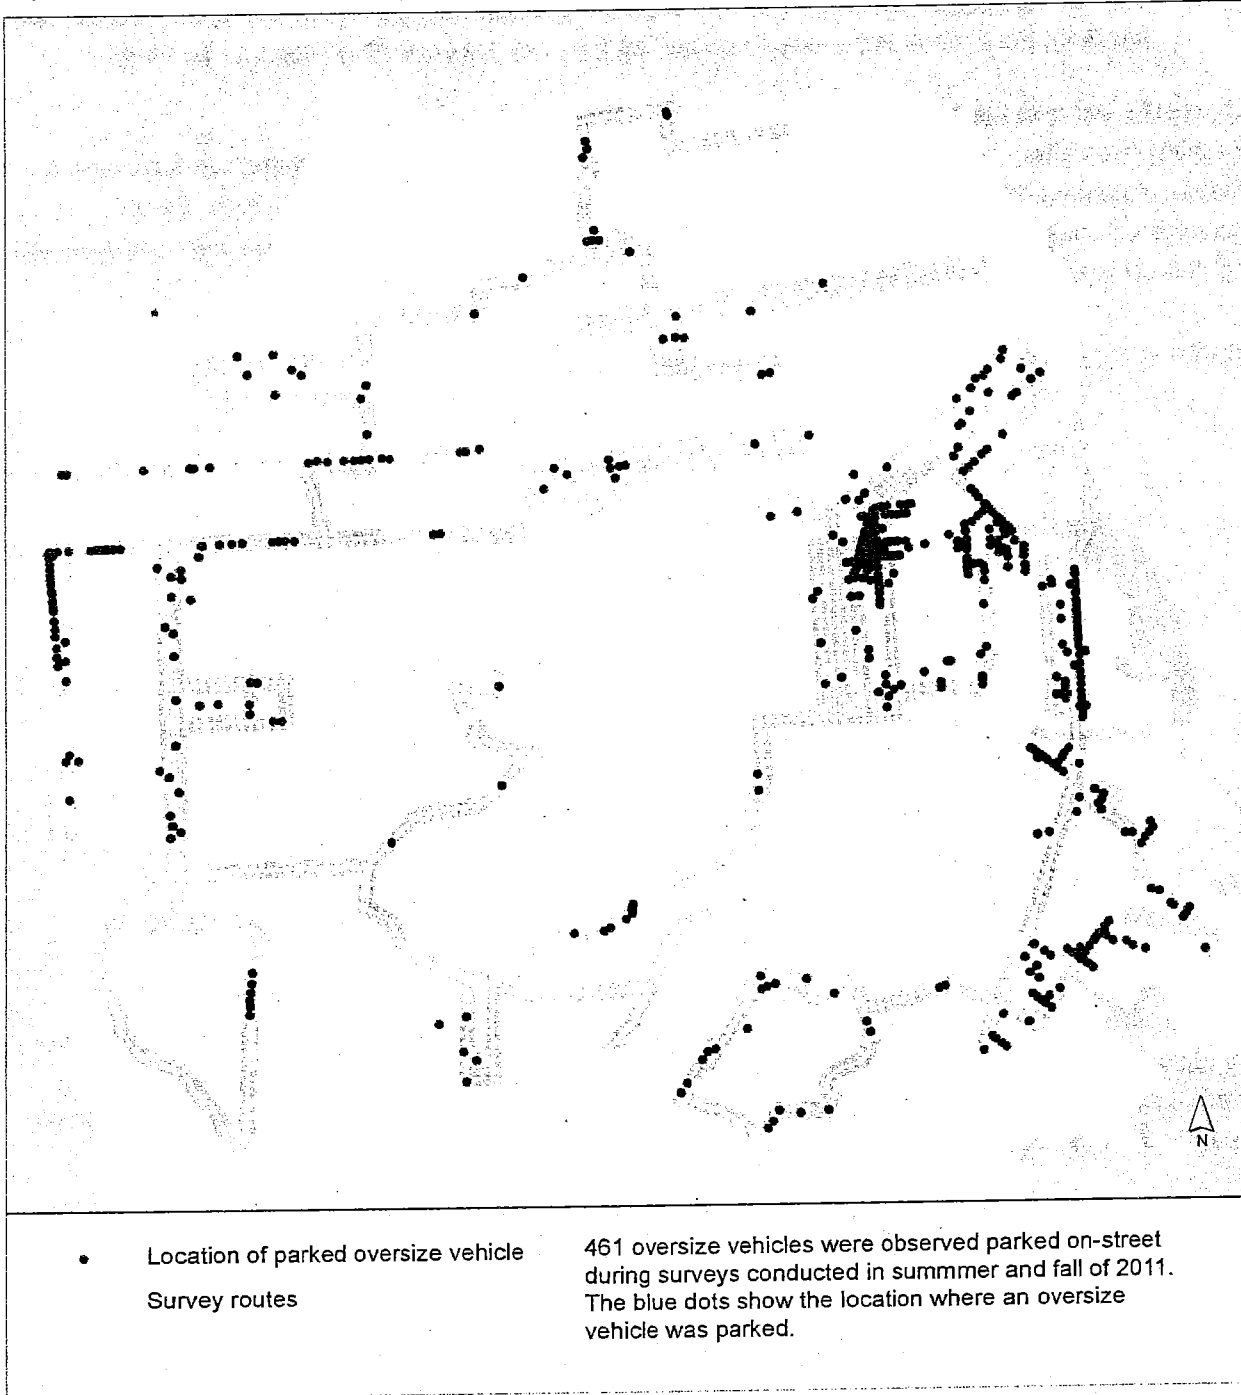 N
Location of parked oversize vehicle
Survey routes
461 oversize vehicles were observed parked on-street
during surveys conducted in summmer and fall of 2011.
The blue dots show the location where an oversize
vehicle was parked.